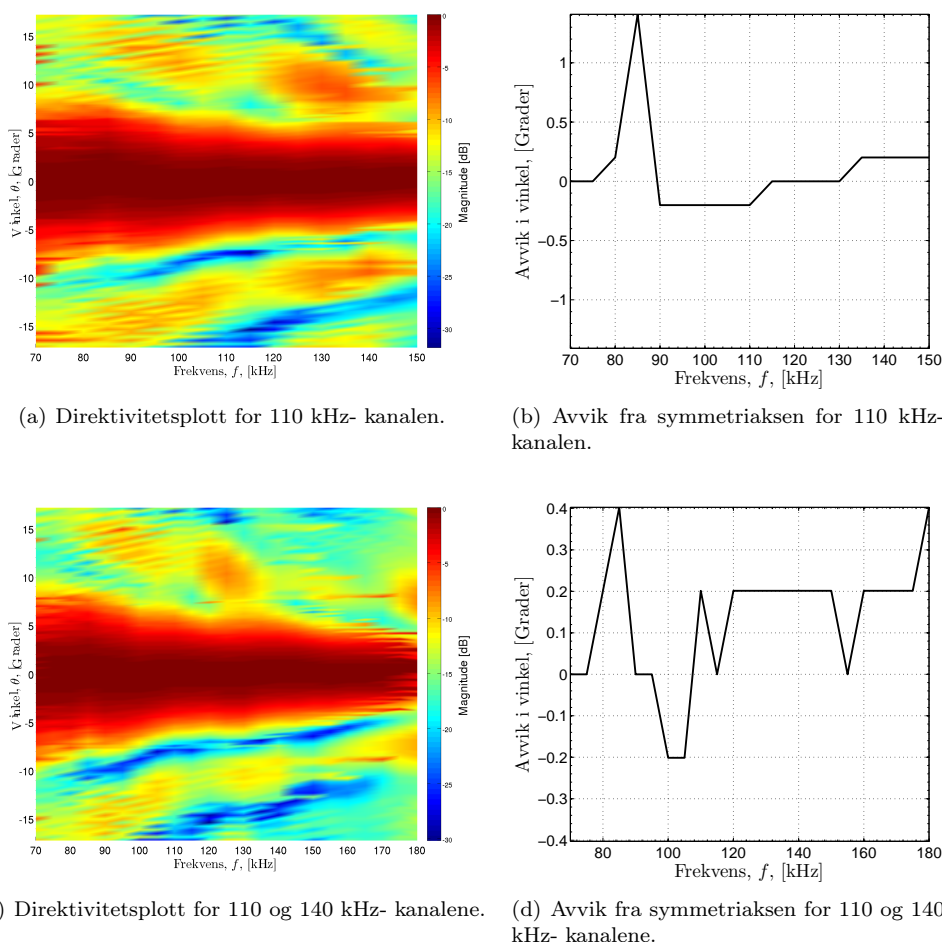 15
10
5
0
-5
-10
-15
Vinkel, θ, [Grader]
70 80 90 100 110 120 130 140 150
Frekvens, f, [kHz]
0
-5
-10
-15
-20
-25
-30
Magnitude [dB]
1
0.5
0
−0.5
−1
Avvik i vinkel, [Grader]
70 80 90 100 110 120 130 140 150
Frekvens, f, [kHz]
(a) Direktivitetsplott for 110 kHz- kanalen.
(b) Avvik fra symmetriaksen for 110 kHz-
kanalen.
15
10
5
0
-5
-10
-15
Vinkel, θ, [Grader]
70 80 90 100 110 120 130 140 150 160 170 180
Frekvens, f, [kHz]
0
-5
-10
-15
-20
-25
-30
Magnitude [dB]
0.4
0.3
0.2
0.1
0
−0.1
−0.2
−0.3
−0.4
Avvik i vinkel, [Grader]
80 100 120 140 160 180
Frekvens, f, [kHz]
) Direktivitetsplott for 110 og 140 kHz- kanalene.
(d) Avvik fra symmetriaksen for 110 og 140
kHz- kanalene.